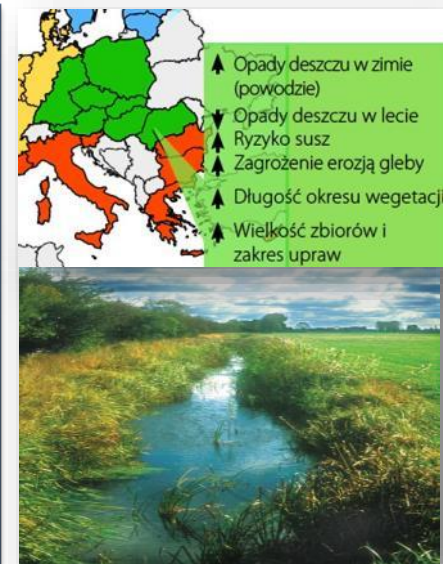 Opady deszczu w zimie
(powodzie)
Opady deszczu w lecie
Ryzyko susz
Zagrożenie erozją gleby
Długość okresu wegetacji
Wielkość zbiorów i
zakres upraw